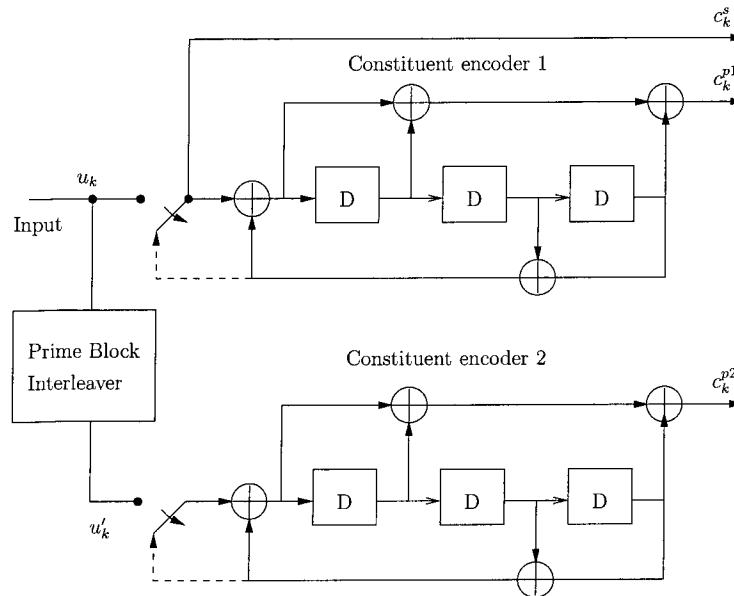 c_k^s
Constituent encoder 1
c_k^{p1}
u_k
Input
D
D
D
Prime Block
Interleaver
Constituent encoder 2
c_k^{p2}
u'_k
D
D
D